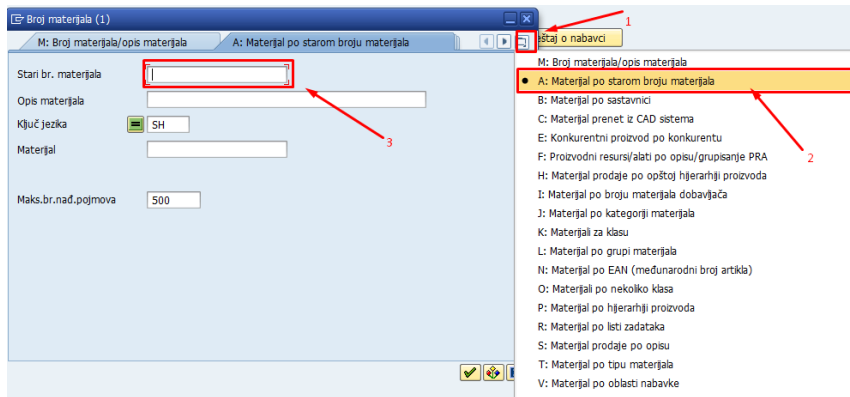 Broj materijala (1)
M: Broj materijala/opis materijala
A: Materijal po starom broju materijala
Stari br. materijala
Opis materijala
Ključ jezika
SH
Materijal
Maks.br.nađ.pojmova
500
3
1
eštaj o nabavci
M: Broj materijala/opis materijala
A: Materijal po starom broju materijala
B: Materijal po sastavnici
C: Materijal prenet iz CAD sistema
E: Konkurentni proizvod po konkurentu
F: Proizvodni resursi/alati po opisu/grupisanje PRA
2
H: Materijal prodaje po opštoj hijerarhiji proizvoda
I: Materijal po broju materijala dobavljača
J: Materijal po kategoriji materijala
K: Materijali za klasu
L: Materijal po grupi materijala
N: Materijal po EAN (međunarodni broj artikla)
O: Materijali po nekoliko klasa
P: Materijal po hijerarhiji proizvoda
R: Materijal po listi zadataka
S: Materijal prodaje po opisu
T: Materijal po tipu materijala
V: Materijal po oblasti nabavke